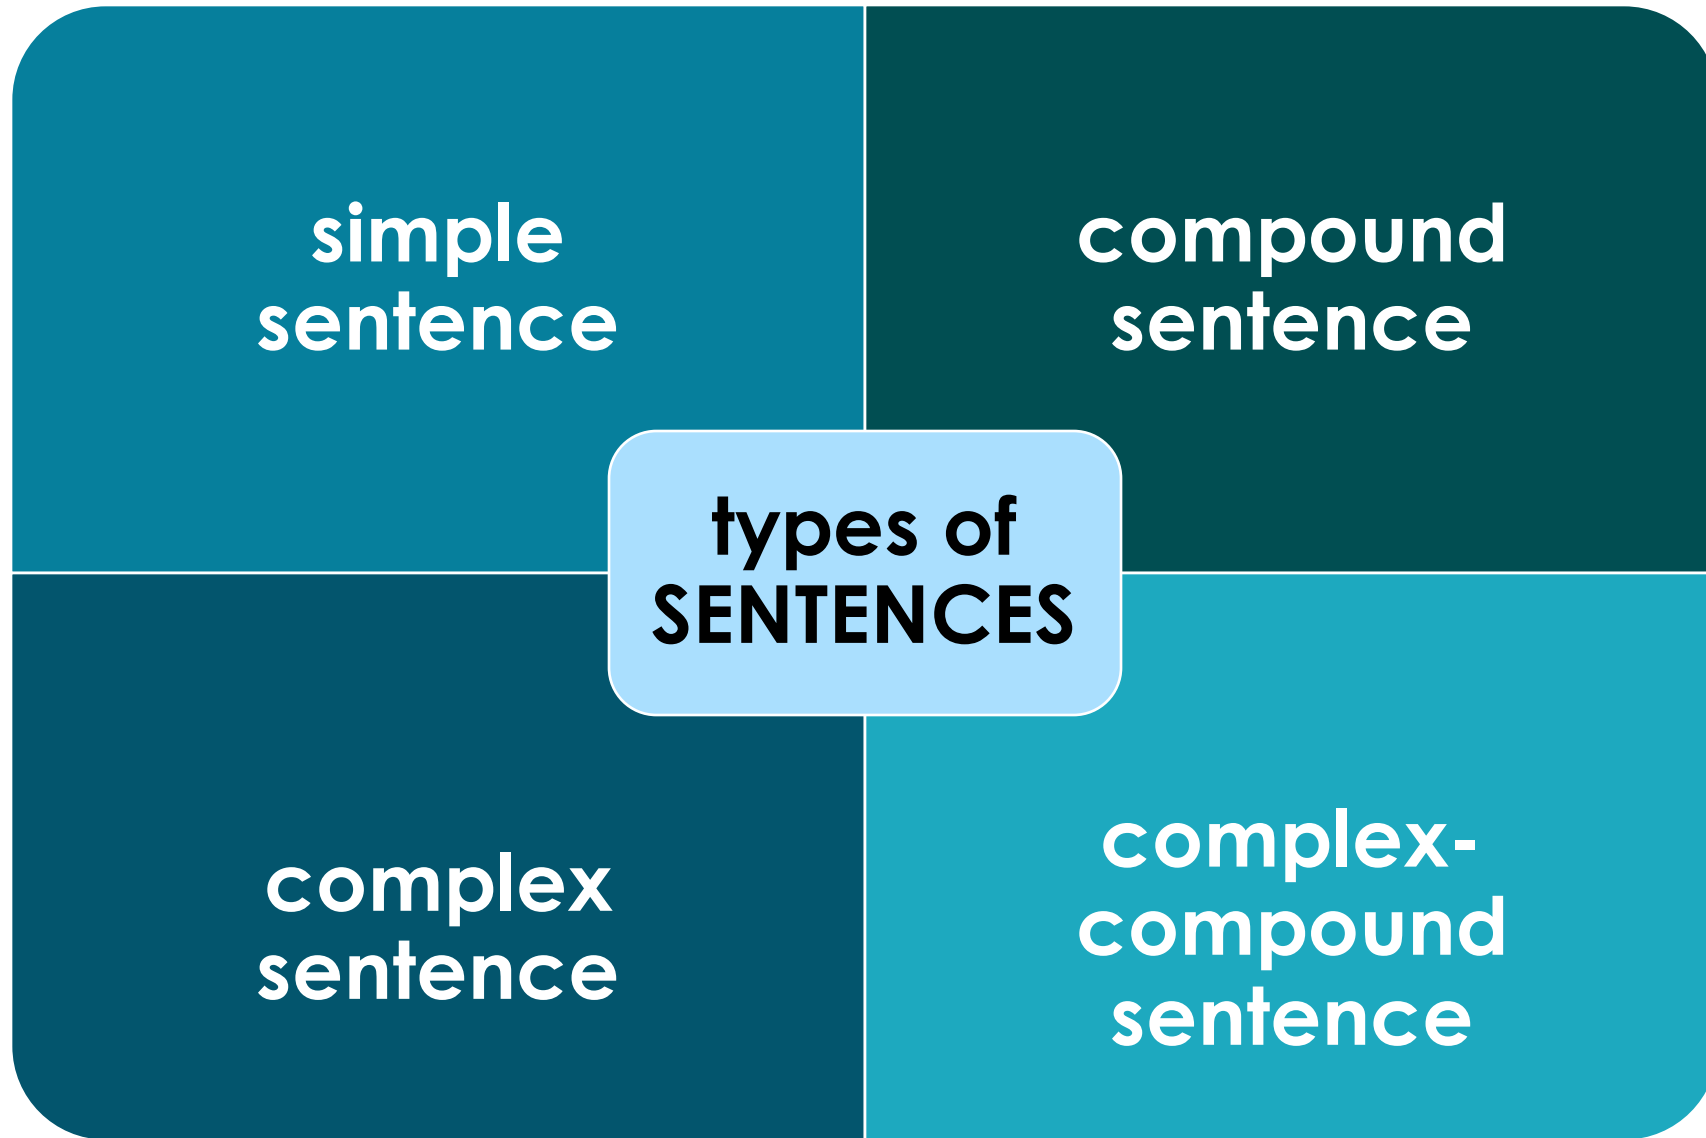 simple
sentence
compound
sentence
types of
SENTENCES
complex
sentence
complex-
compound
sentence